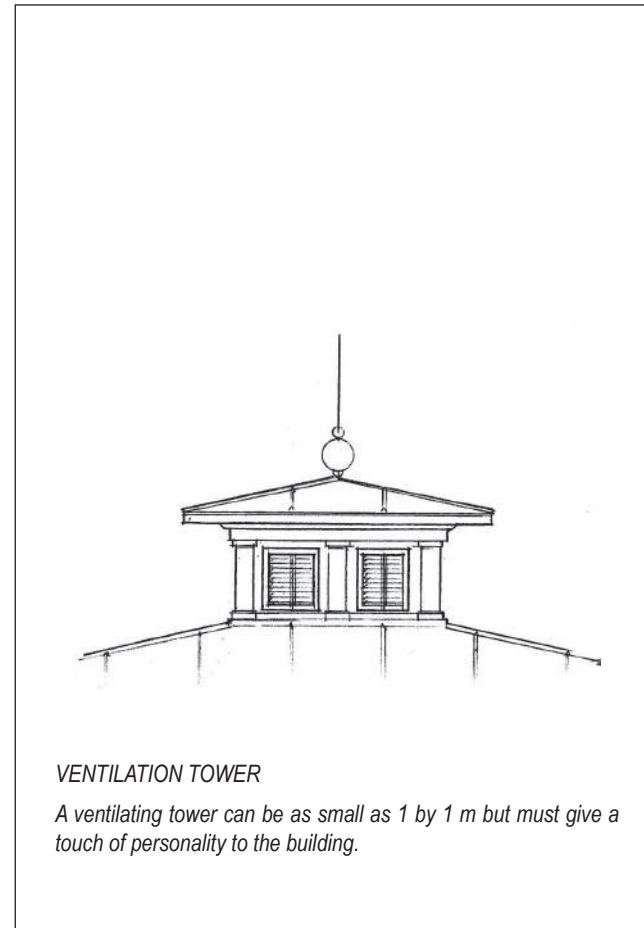 VENTILATION TOWER
A ventilating tower can be as small as 1 by 1 m but must give a
touch of personality to the building.